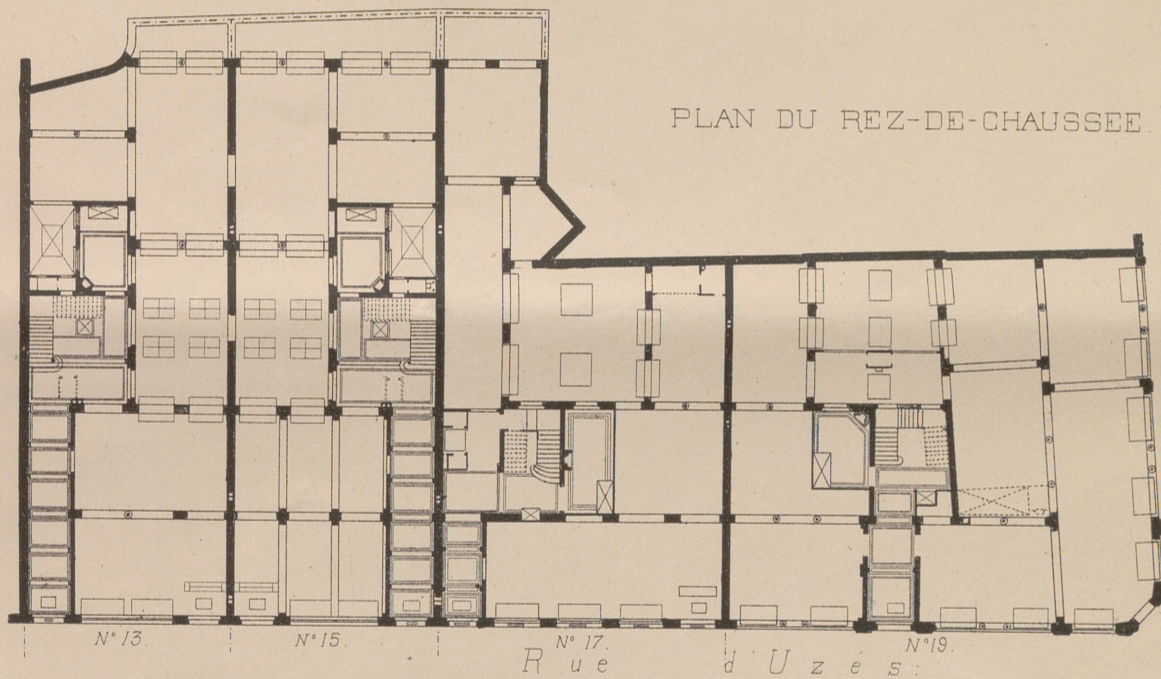 PLAN DU REZ-DE-CHAUSSEE
N° 13.
N° 15.
N° 17.
N° 19.
Rue d'Uzès.